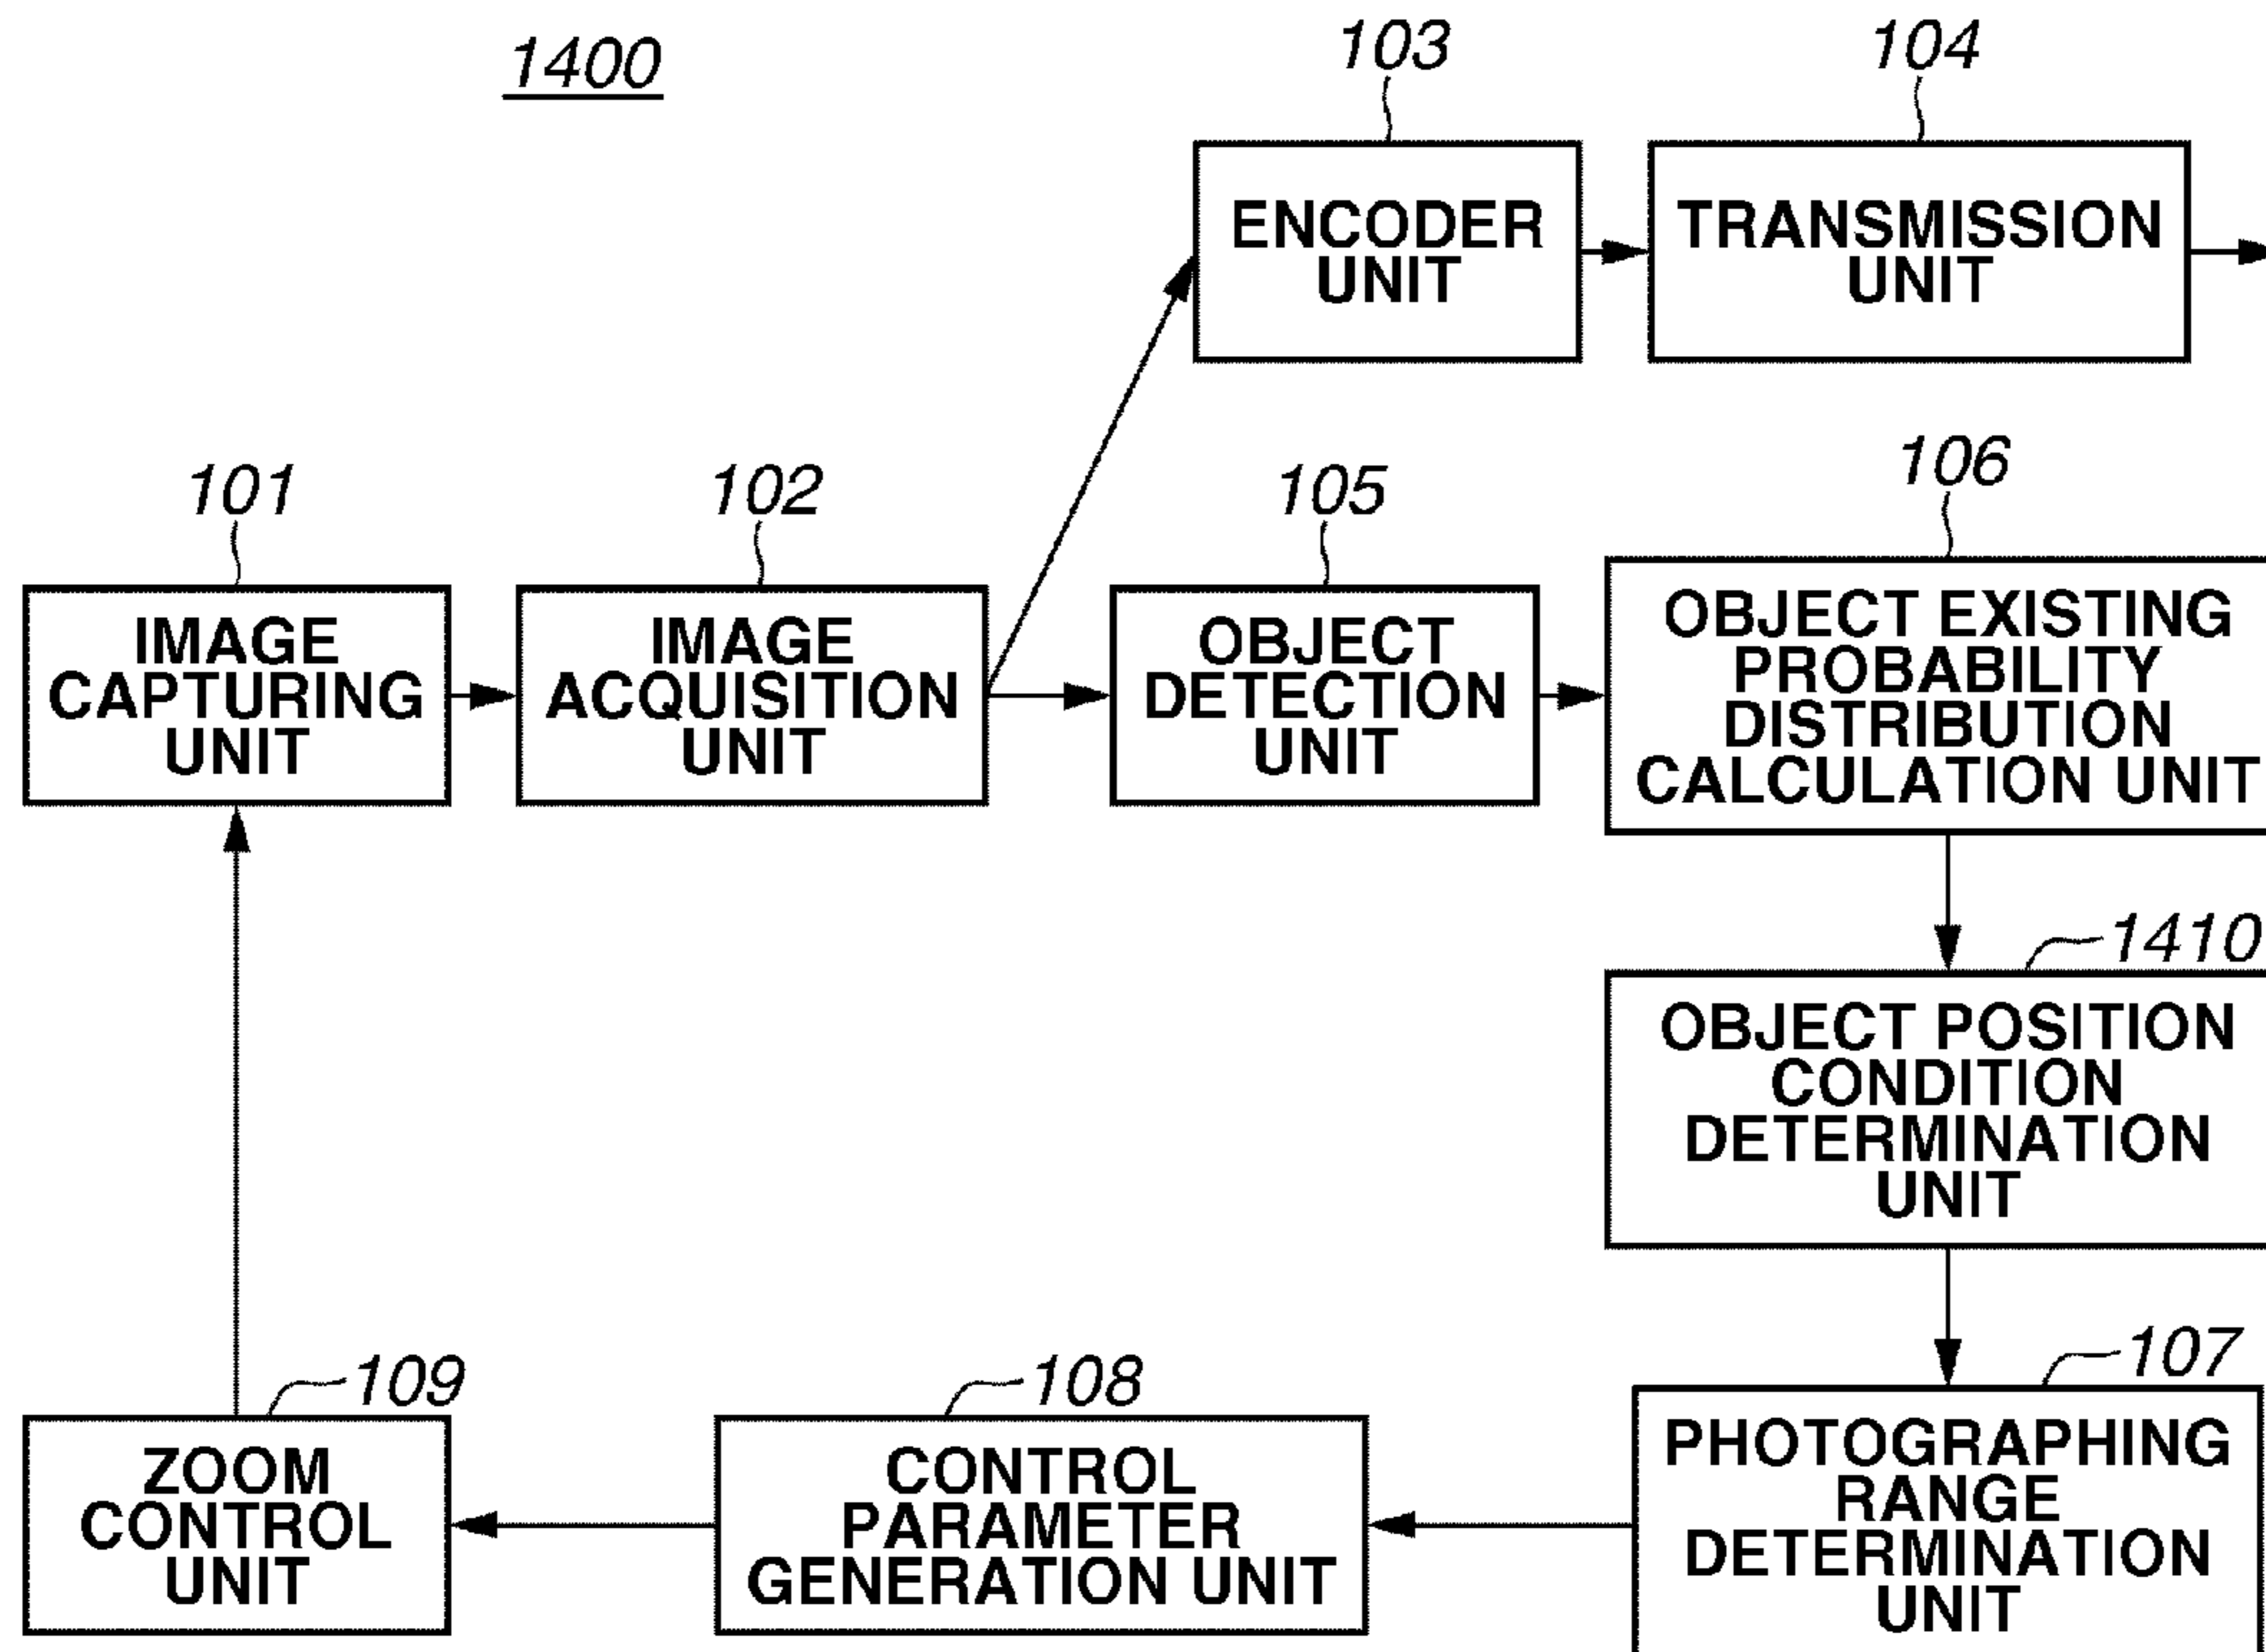 1400
103
104
ENCODER
UNIT
TRANSMISSION
UNIT
101
102
105
106
IMAGE
CAPTURING
UNIT
IMAGE
ACQUISITION
UNIT
OBJECT
DETECTION
UNIT
OBJECT EXISTING
PROBABILITY
DISTRIBUTION
CALCULATION UNIT
1410
OBJECT POSITION
CONDITION
DETERMINATION
UNIT
109
108
107
ZOOM
CONTROL
UNIT
CONTROL
PARAMETER
GENERATION UNIT
PHOTOGRAPHING
RANGE
DETERMINATION
UNIT